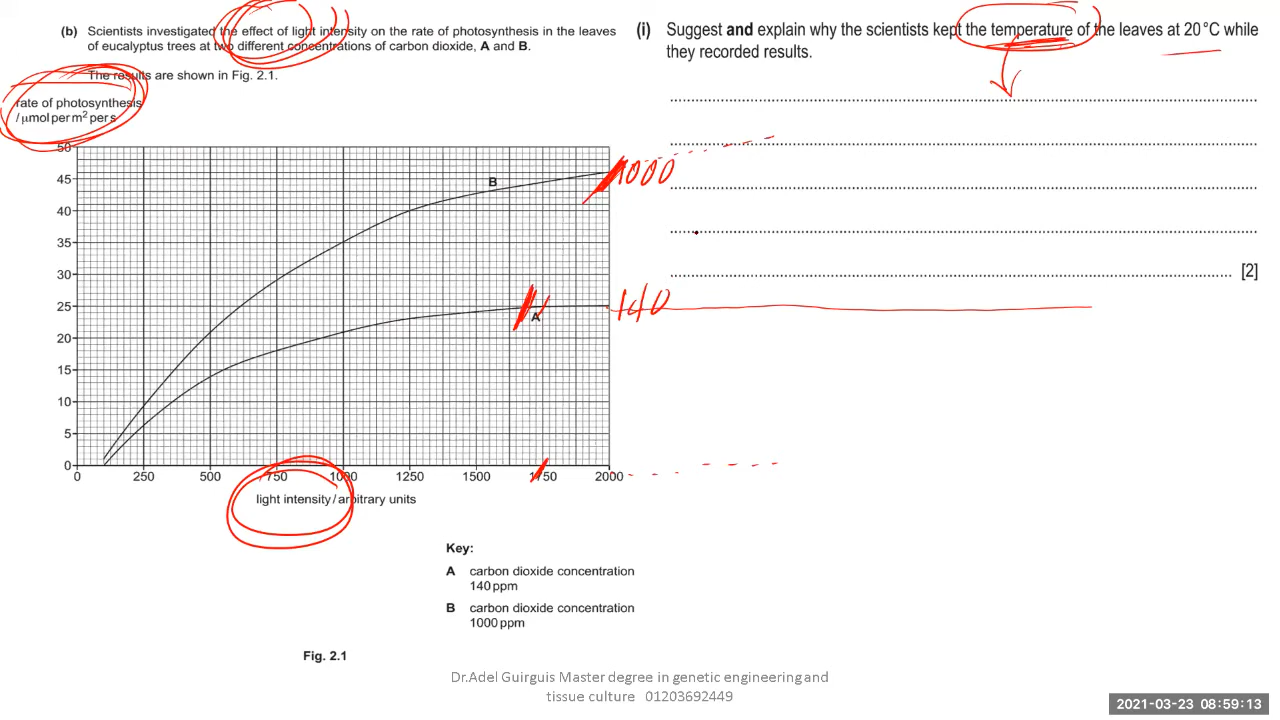 (b) Scientists investigated the effect of light intensity on the rate of photosynthesis in the leaves
of eucalyptus trees at two different concentrations of carbon dioxide, A and B.
The results are shown in Fig. 2.1.
rate of photosynthesis
/ μmol per m² per s
50
45
40
35
30
25
20
15
10
5
0
B
A
1000
140
0 250 500 750 1000 1250 1500 1750 2000
light intensity / arbitrary units
Key:
A carbon dioxide concentration
140 ppm
B carbon dioxide concentration
1000 ppm
Fig. 2.1
(i) Suggest and explain why the scientists kept the temperature of the leaves at 20 °C while
they recorded results.
[2]
Dr.Adel Guirguis Master degree in genetic engineering and
tissue culture 01203692449
2021-03-23 08:59:13